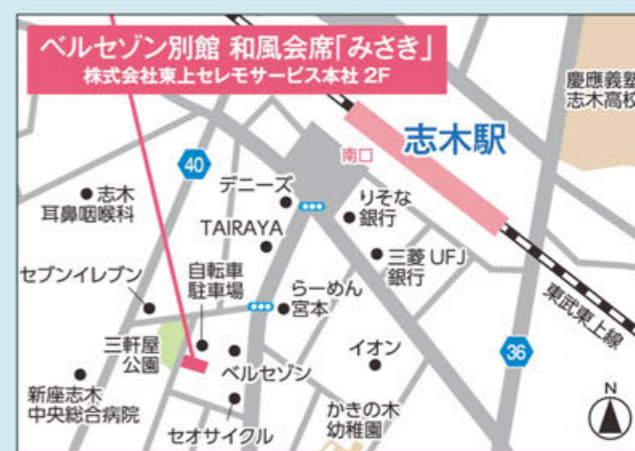 ベルセゾン別館 和風会席「みさき」
株式会社東上セレモサービス本社 2F
慶應義塾
志木高校
志木駅
南口
40
デニーズ
りそな
銀行
志木
耳鼻咽喉科
TAIRAYA
三菱 UFJ
銀行
セブンイレブン
自転車
駐車場
らーめん
宮本
東武東上線
三軒屋
公園
イオン
36
ベルセゾン
新座志木
中央総合病院
かきの木
幼稚園
セオサイクル
N